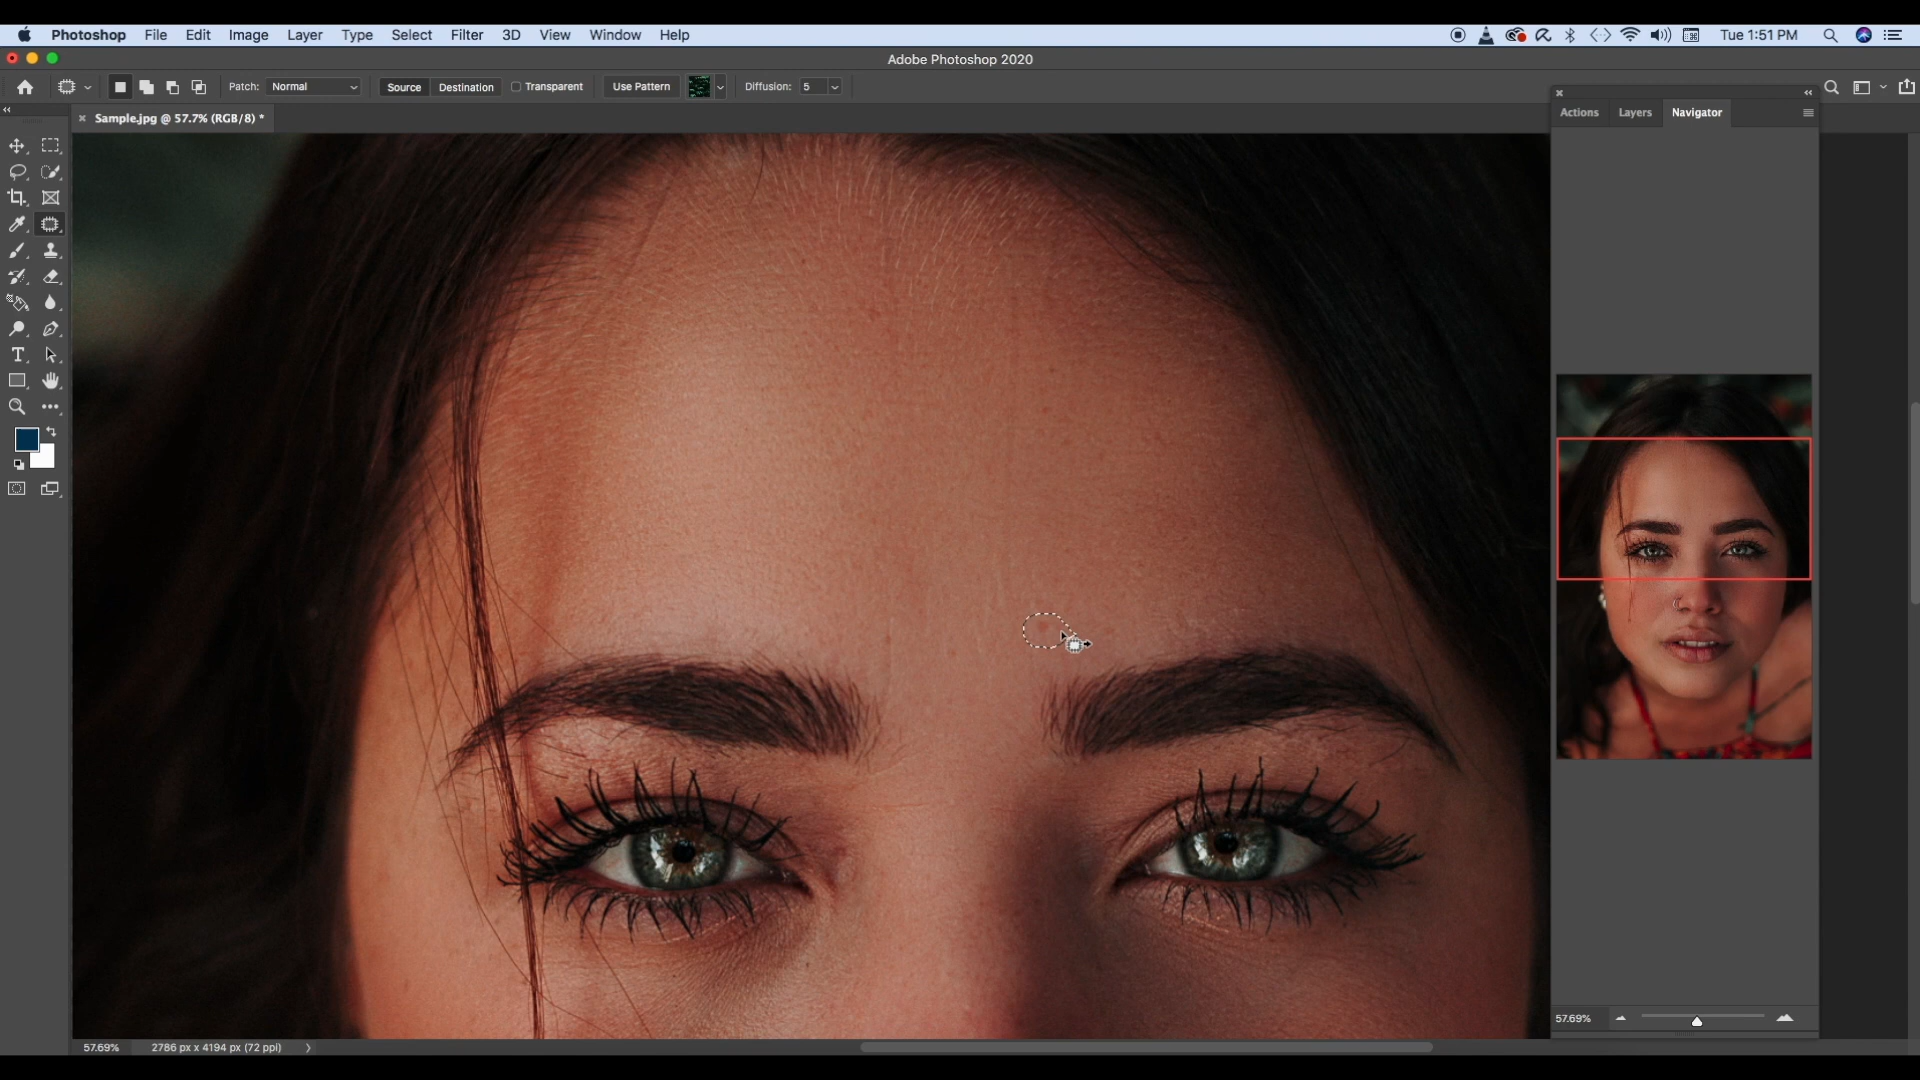 Photoshop File Edit Image Layer Type Select Filter 3D View Window Help Tue 1:51 PM
Adobe Photoshop 2020
Patch: Normal Source Destination Transparent Use Pattern Diffusion: 5
Sample.jpg @ 57.7% (RGB/8) *
Actions Layers Navigator
T
57.69%
57.69% 2786 px x 4194 px (72 ppi)